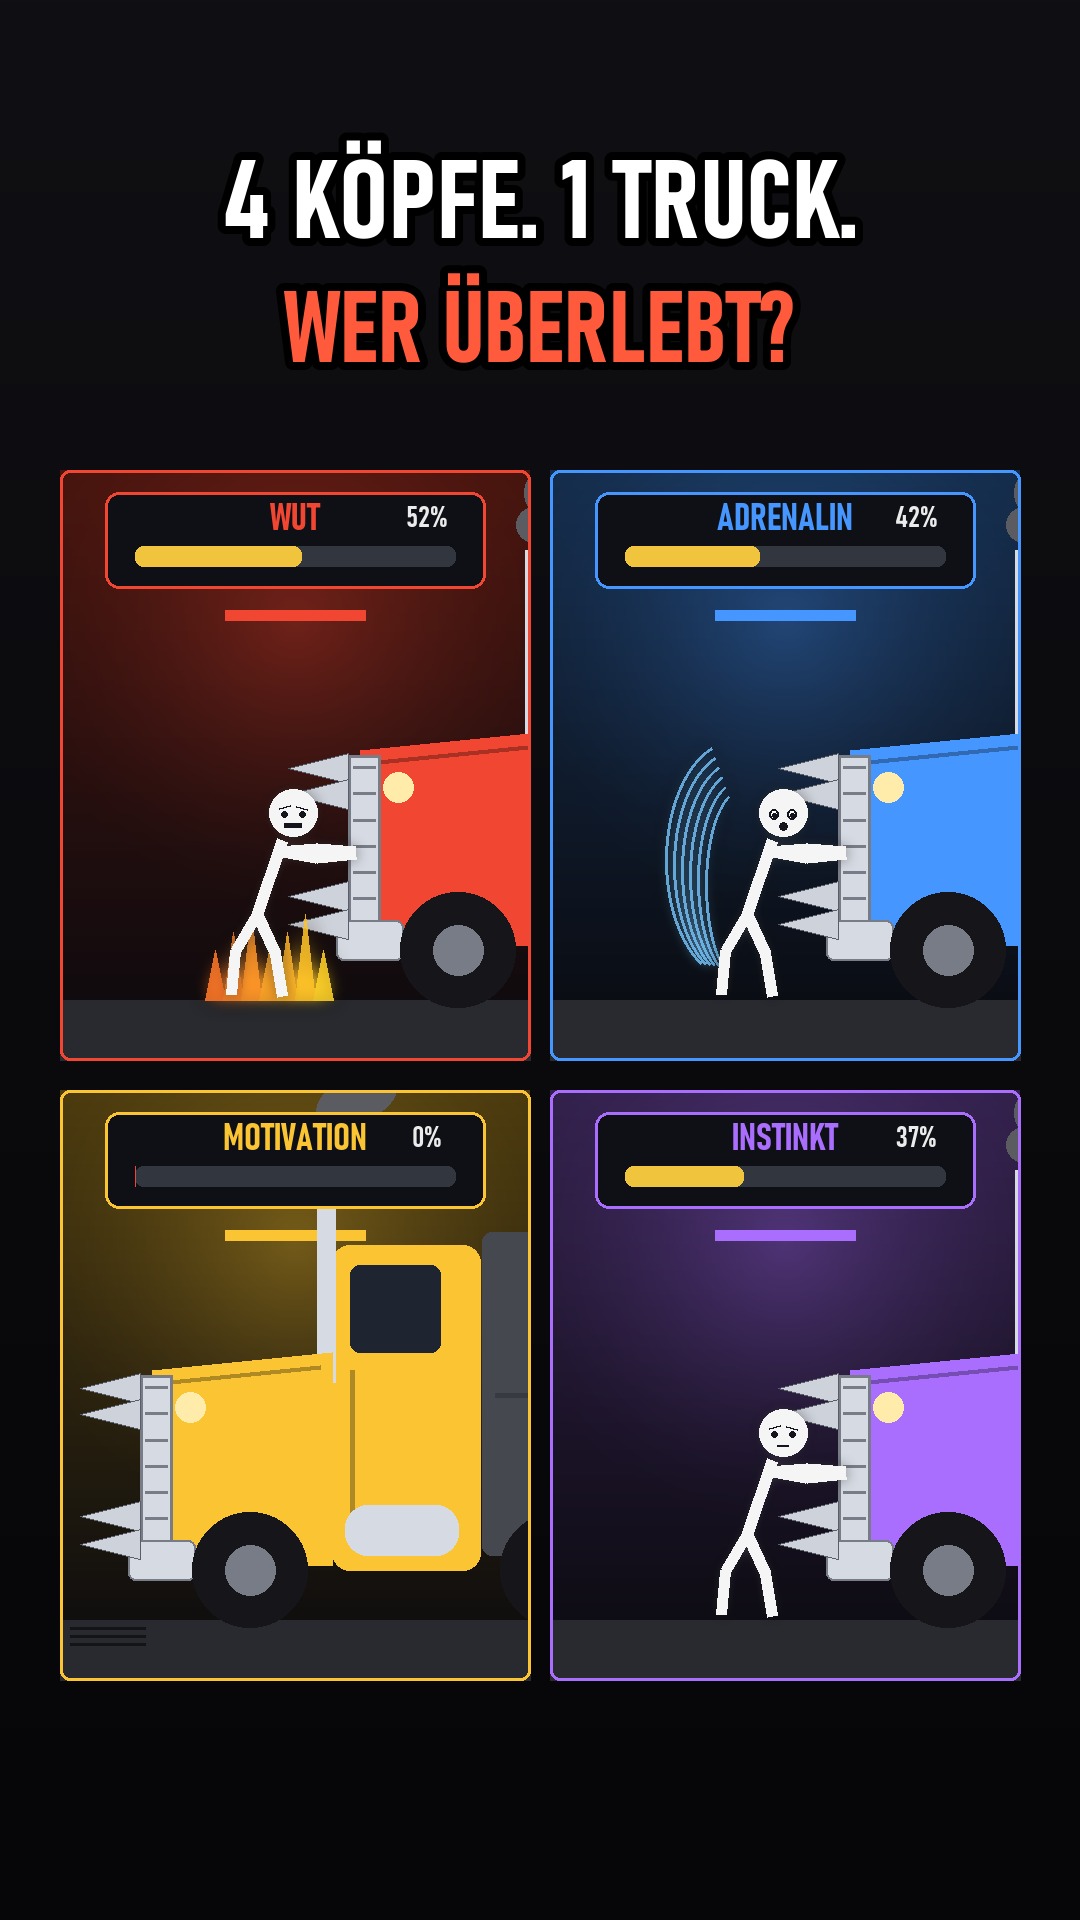 4 KÖPFE. 1 TRUCK.
WER ÜBERLEBT?
WUT 52%
ADRENALIN 42%
MOTIVATION 0%
INSTINKT 37%